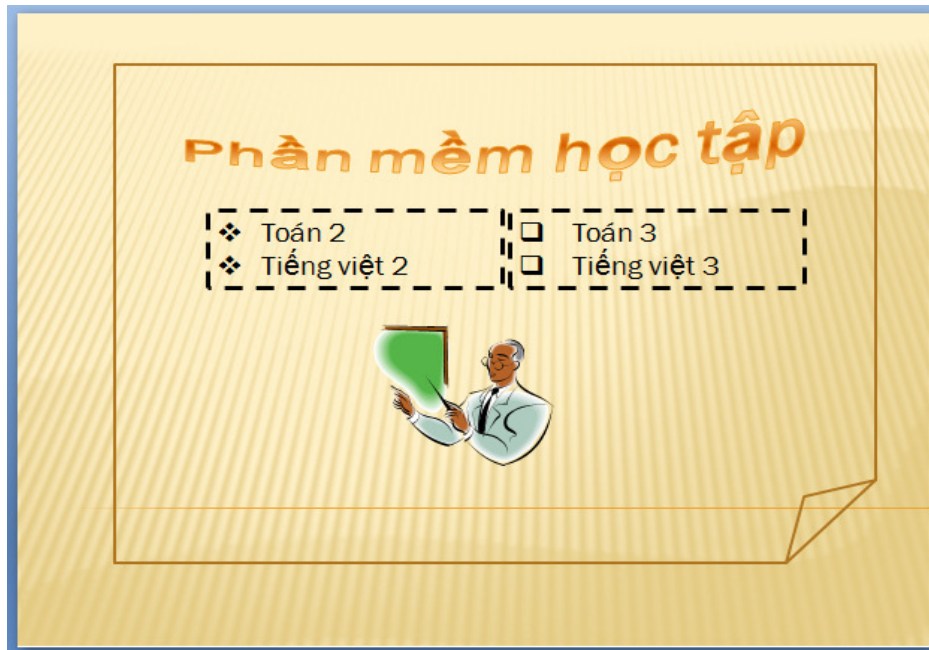 Phần mềm học tập
❖ Toán 2
❖ Tiếng việt 2
❑ Toán 3
❑ Tiếng việt 3